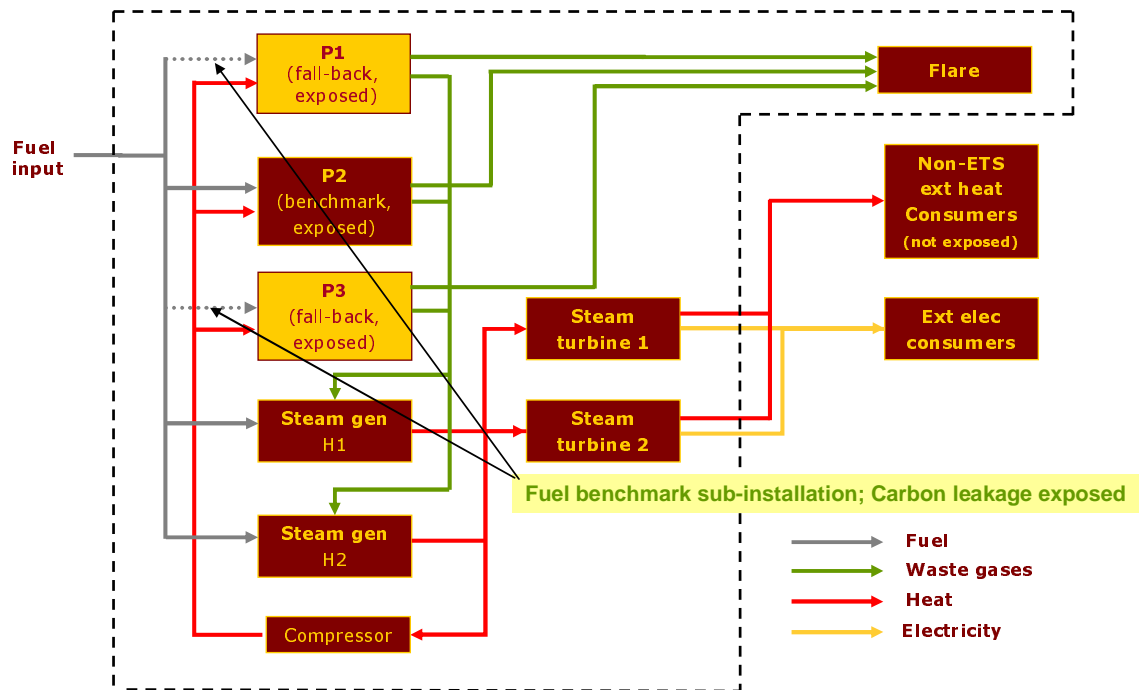 P1
(fall-back,
exposed)
Flare
Fuel
input
P2
(benchmark,
exposed)
Non-ETS
ext heat
Consumers
(not exposed)
P3
(fall-back,
exposed)
Steam
turbine 1
Ext elec
consumers
Steam gen
H1
Steam
turbine 2
Fuel benchmark sub-installation; Carbon leakage exposed
Steam gen
H2
Fuel
Waste gases
Heat
Electricity
Compressor